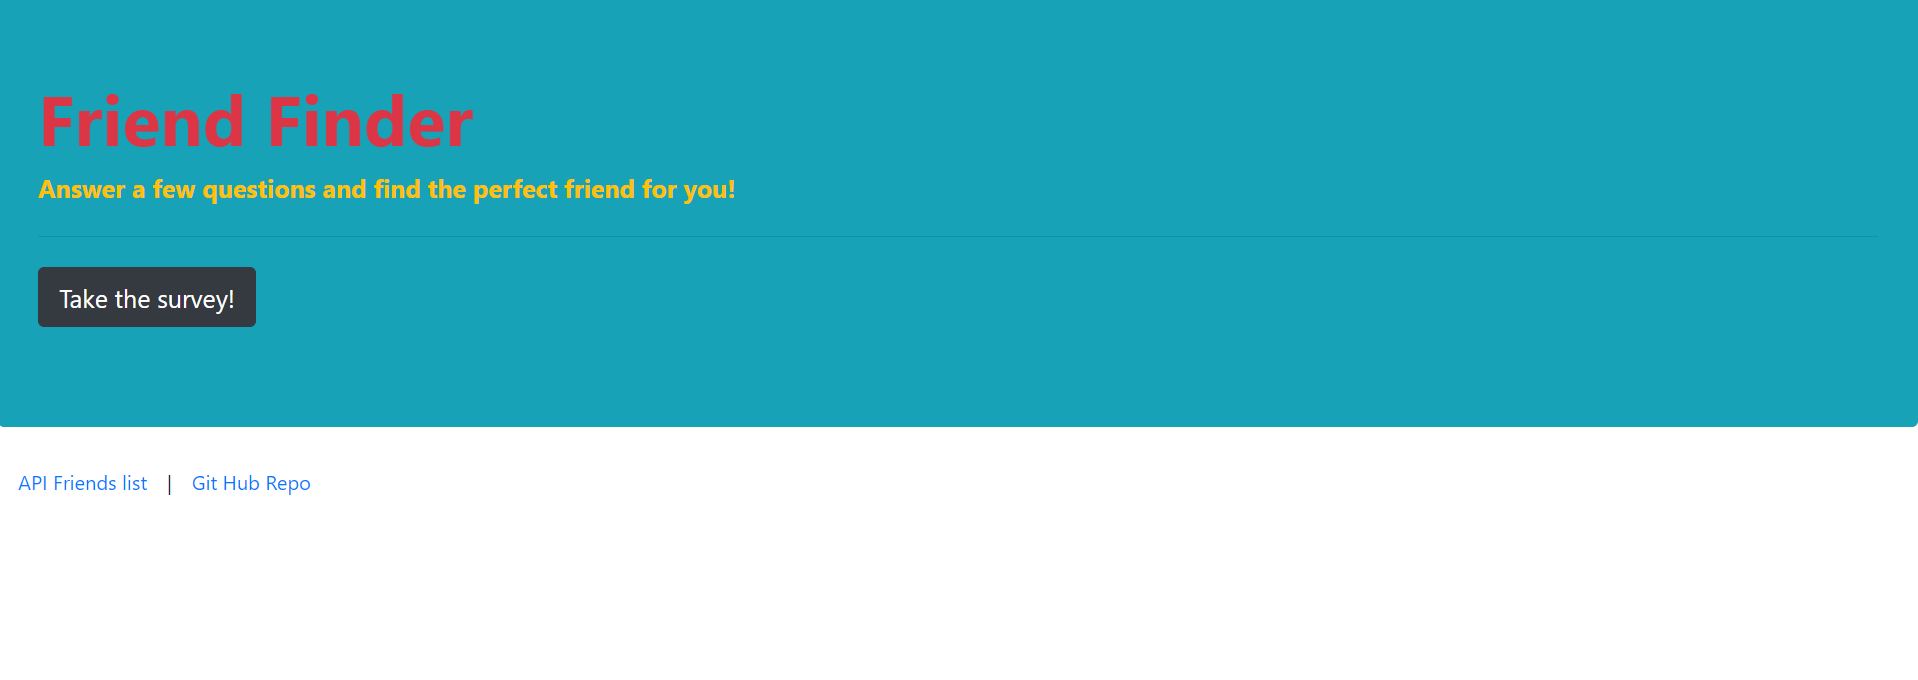 Friend Finder
Answer a few questions and find the perfect friend for you!
Take the survey!
API Friends list | Git Hub Repo